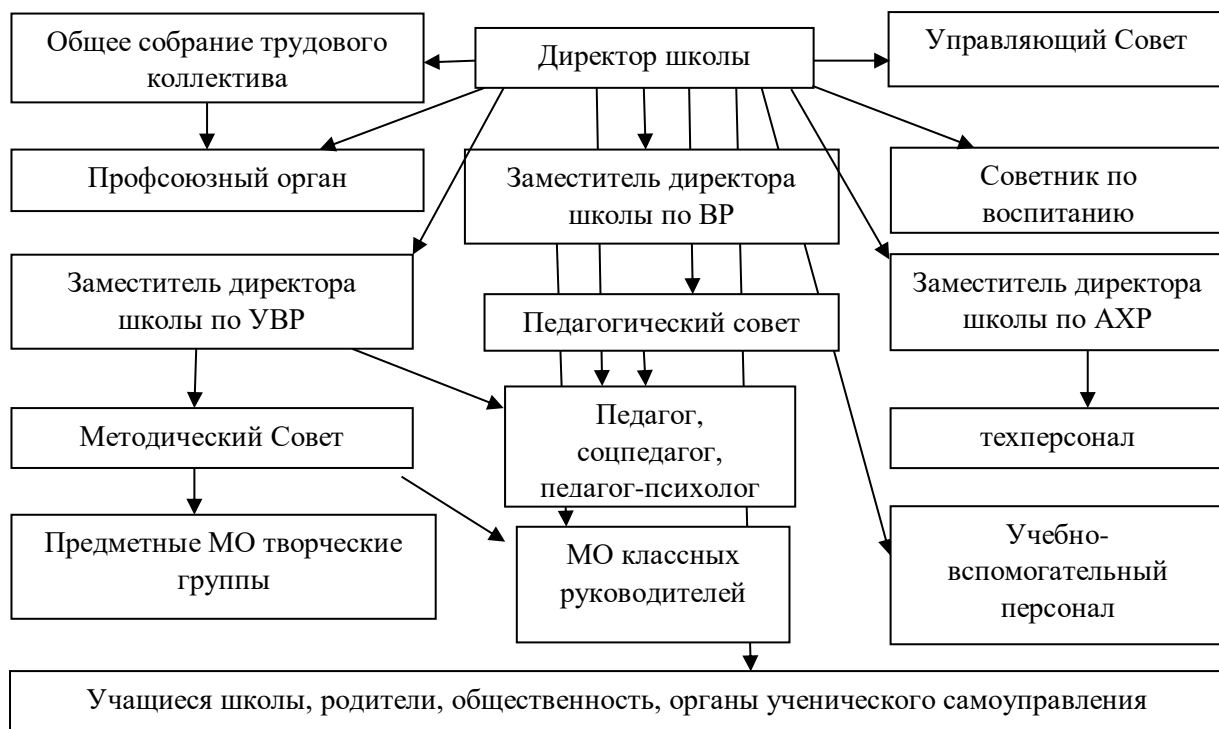 Общее собрание трудового
коллектива
Директор школы
Управляющий Совет
Профсоюзный орган
Заместитель директора
школы по ВР
Советник по
воспитанию
Заместитель директора
школы по УВР
Педагогический совет
Заместитель директора
школы по АХР
Методический Совет
Педагог,
соцпедагог,
педагог-психолог
техперсонал
Предметные МО творческие
группы
МО классных
руководителей
Учебно-
вспомогательный
персонал
Учащиеся школы, родители, общественность, органы ученического самоуправления